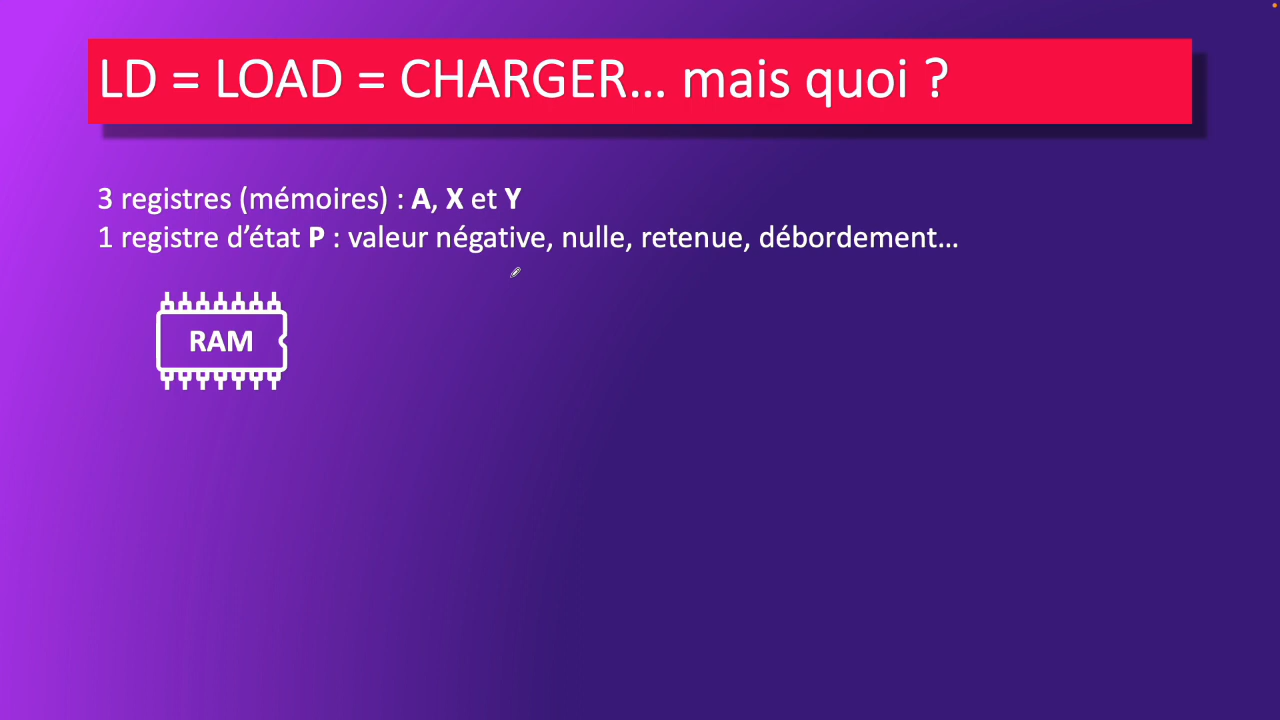 LD = LOAD = CHARGER… mais quoi ?
3 registres (mémoires) : A, X et Y
1 registre d’état P : valeur négative, nulle, retenue, débordement…
RAM